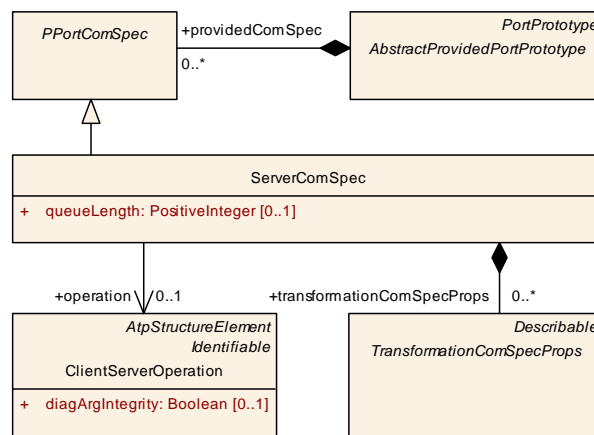 PPortComSpec
+providedComSpec
0..*
PortPrototype
AbstractProvidedPortPrototype
ServerComSpec
+ queueLength: PositiveInteger [0..1]
+operation
0..1
+transformationComSpecProps
0..*
AtpStructureElement
Identifiable
ClientServerOperation
+ diagArgIntegrity: Boolean [0..1]
Describable
TransformationComSpecProps